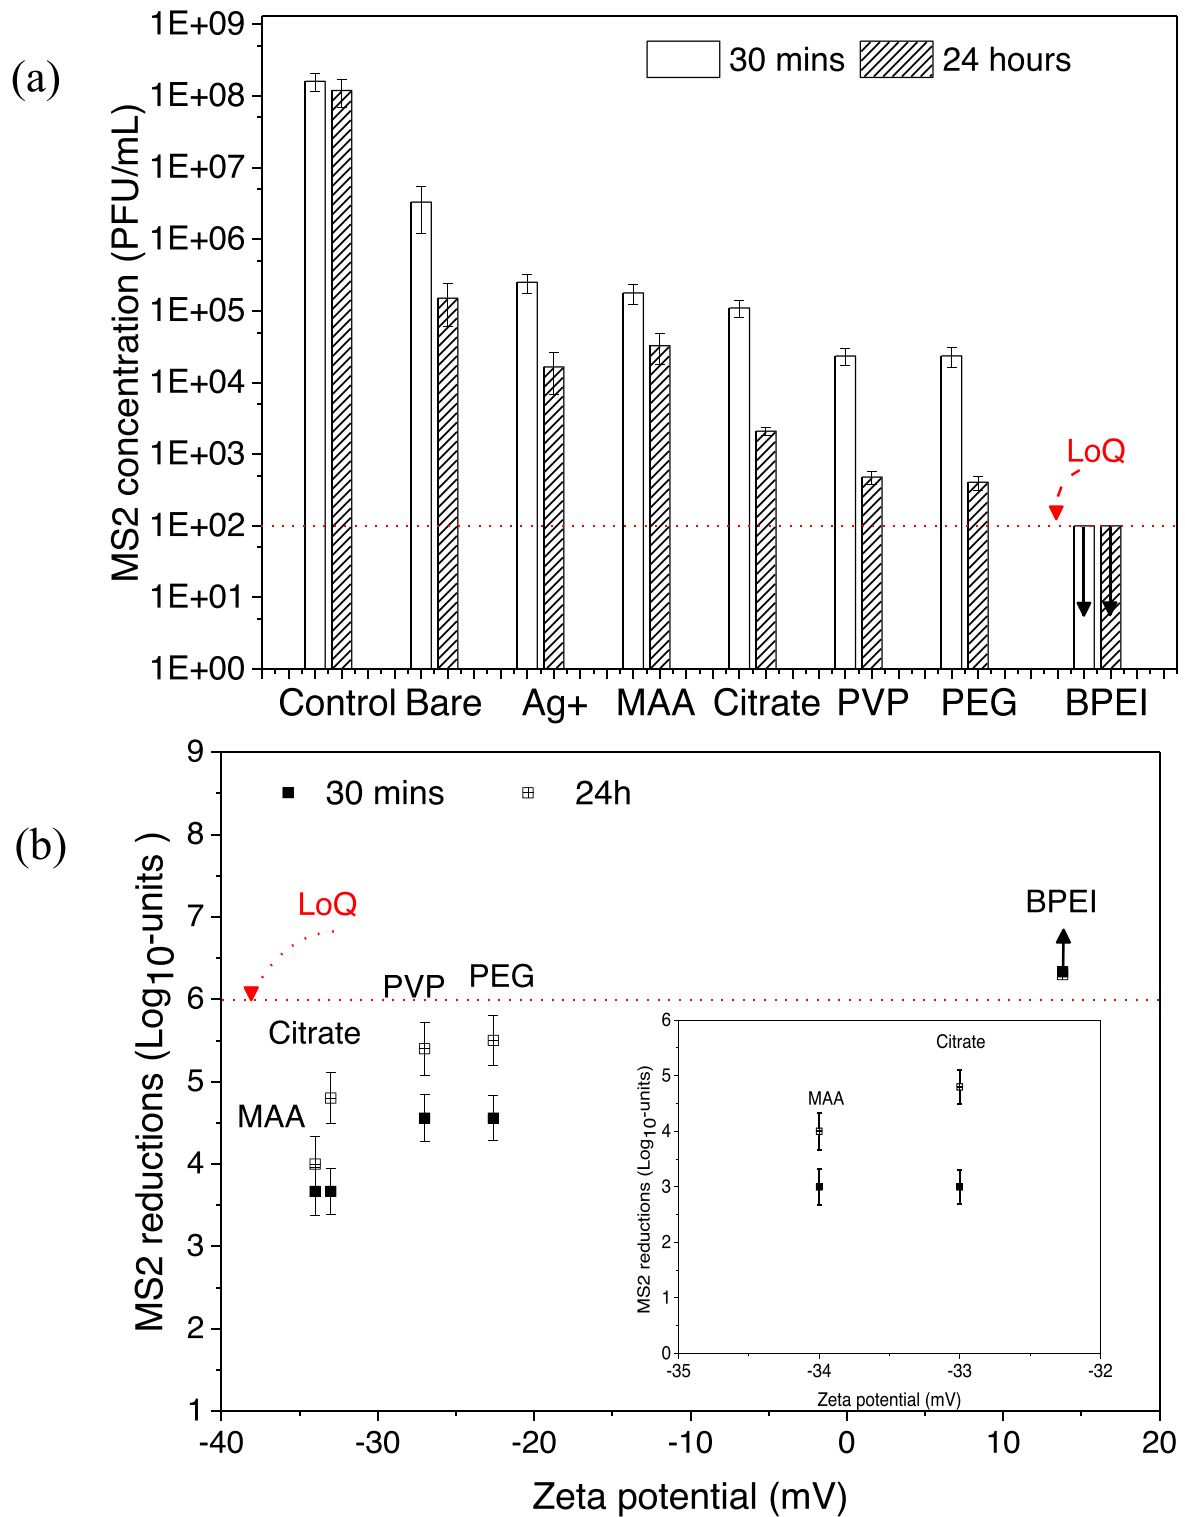 (a)
MS2 concentration (PFU/mL)
1E+09
1E+08
1E+07
1E+06
1E+05
1E+04
1E+03
1E+02
1E+01
1E+00
30 mins
24 hours
LoQ
Control Bare Ag+ MAA Citrate PVP PEG BPEI
(b)
MS2 reductions (Log10-units )
9
8
7
6
5
4
3
2
1
30 mins
24h
LoQ
BPEI
PVP
PEG
Citrate
MAA
MS2 reductions (Log10-units)
6
5
4
3
2
1
0
Citrate
MAA
-35 -34 -33 -32
Zeta potential (mV)
-40 -30 -20 -10 0 10 20
Zeta potential (mV)